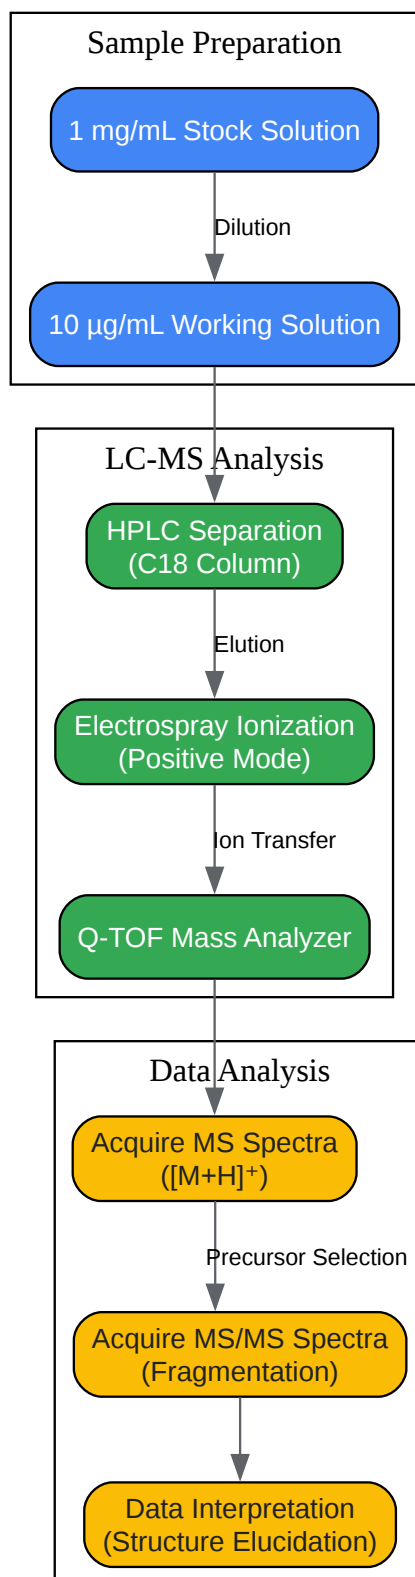 Sample Preparation
1 mg/mL Stock Solution
Dilution
10 µg/mL Working Solution
LC-MS Analysis
HPLC Separation
(C18 Column)
Elution
Electrospray Ionization
(Positive Mode)
Ion Transfer
Q-TOF Mass Analyzer
Data Analysis
Acquire MS Spectra
([M+H]⁺)
Precursor Selection
Acquire MS/MS Spectra
(Fragmentation)
Data Interpretation
(Structure Elucidation)